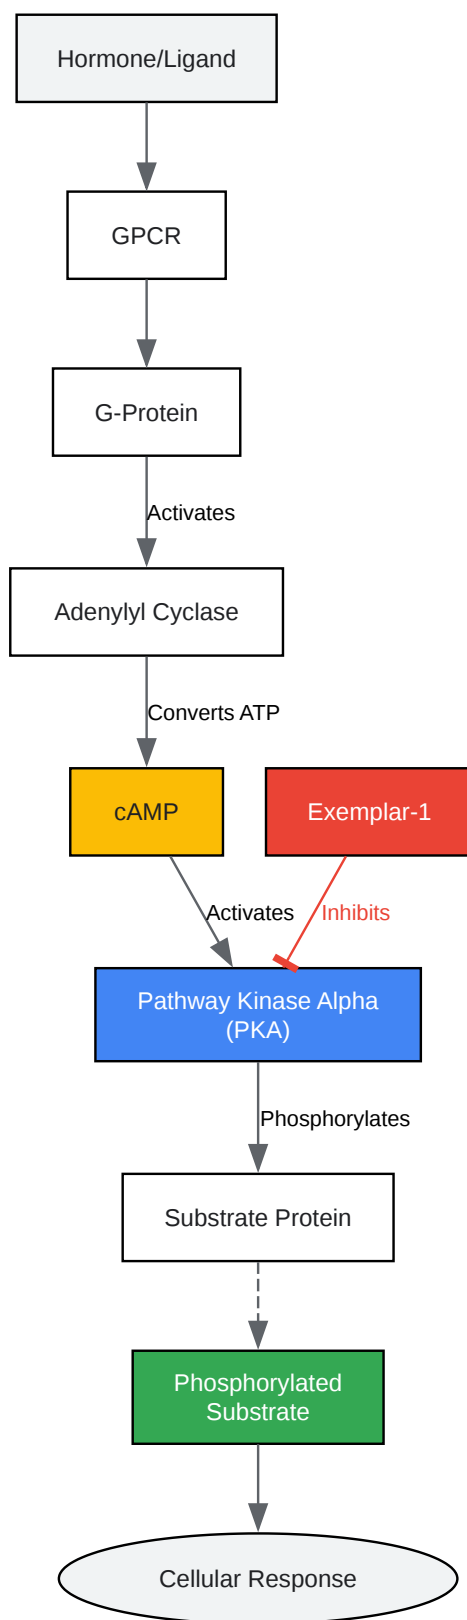 Hormone/Ligand
GPCR
G-Protein
Activates
Adenylyl Cyclase
Converts ATP
cAMP
Exemplar-1
Activates
Inhibits
Pathway Kinase Alpha
(PKA)
Phosphorylates
Substrate Protein
Phosphorylated
Substrate
Cellular Response